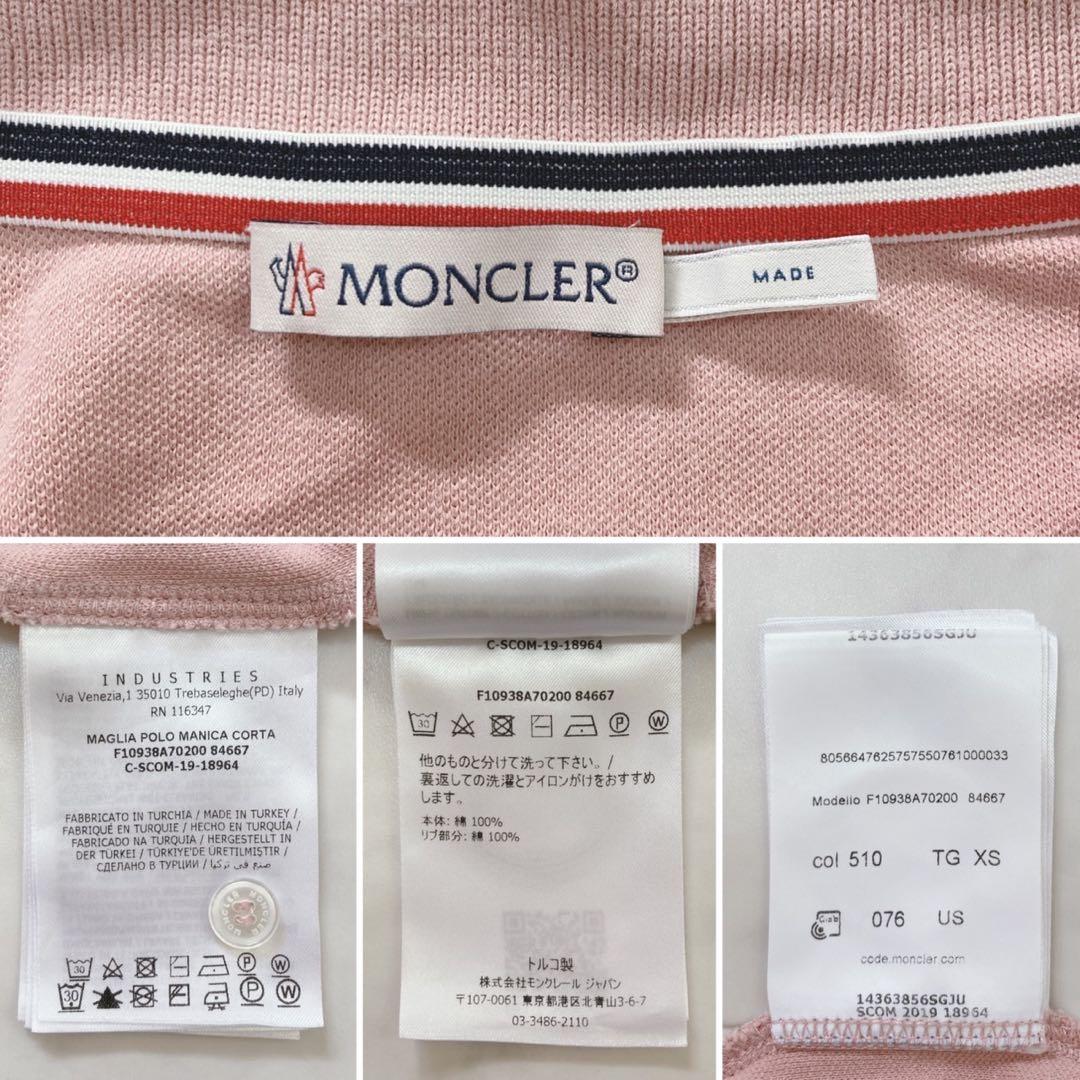 MONCLER®
MADE
INDUSTRIES
Via Venezia,1 35010 Trebaseleghe(PD) Italy
RN 116347
MAGLIA POLO MANICA CORTA
F10938A70200 84667
C-SCOM-19-18964
FABBRICATO IN TURCHIA / MADE IN TURKEY /
FABRIQUÉ EN TURQUIE / HECHO EN TURQUÍA /
FABRICADO NA TURQUIA / HERGESTELLT IN
DER TÜRKEI / TÜRKIYE'DE ÜRETILMIŞTIR /
СДЕЛАНО В ТУРЦИИ / صنع في تركيا
MONCLER MONCLER
30 P W
30 P W
C-SCOM-19-18964
F10938A70200 84667
30 P W
他のものと分けて洗って下さい。/
裏返しての洗濯とアイロンがけをおすすめ
します。
本体: 綿 100%
リブ部分: 綿 100%
トルコ製
株式会社モンクレール ジャパン
〒107-0061 東京都港区北青山3-6-7
03-3486-2110
14363856SGJU
8056647625757550761000033
Modello F10938A70200 84667
col 510 TG XS
076 US
code.moncler.com
14363856SGJU
SCOM 2019 18964